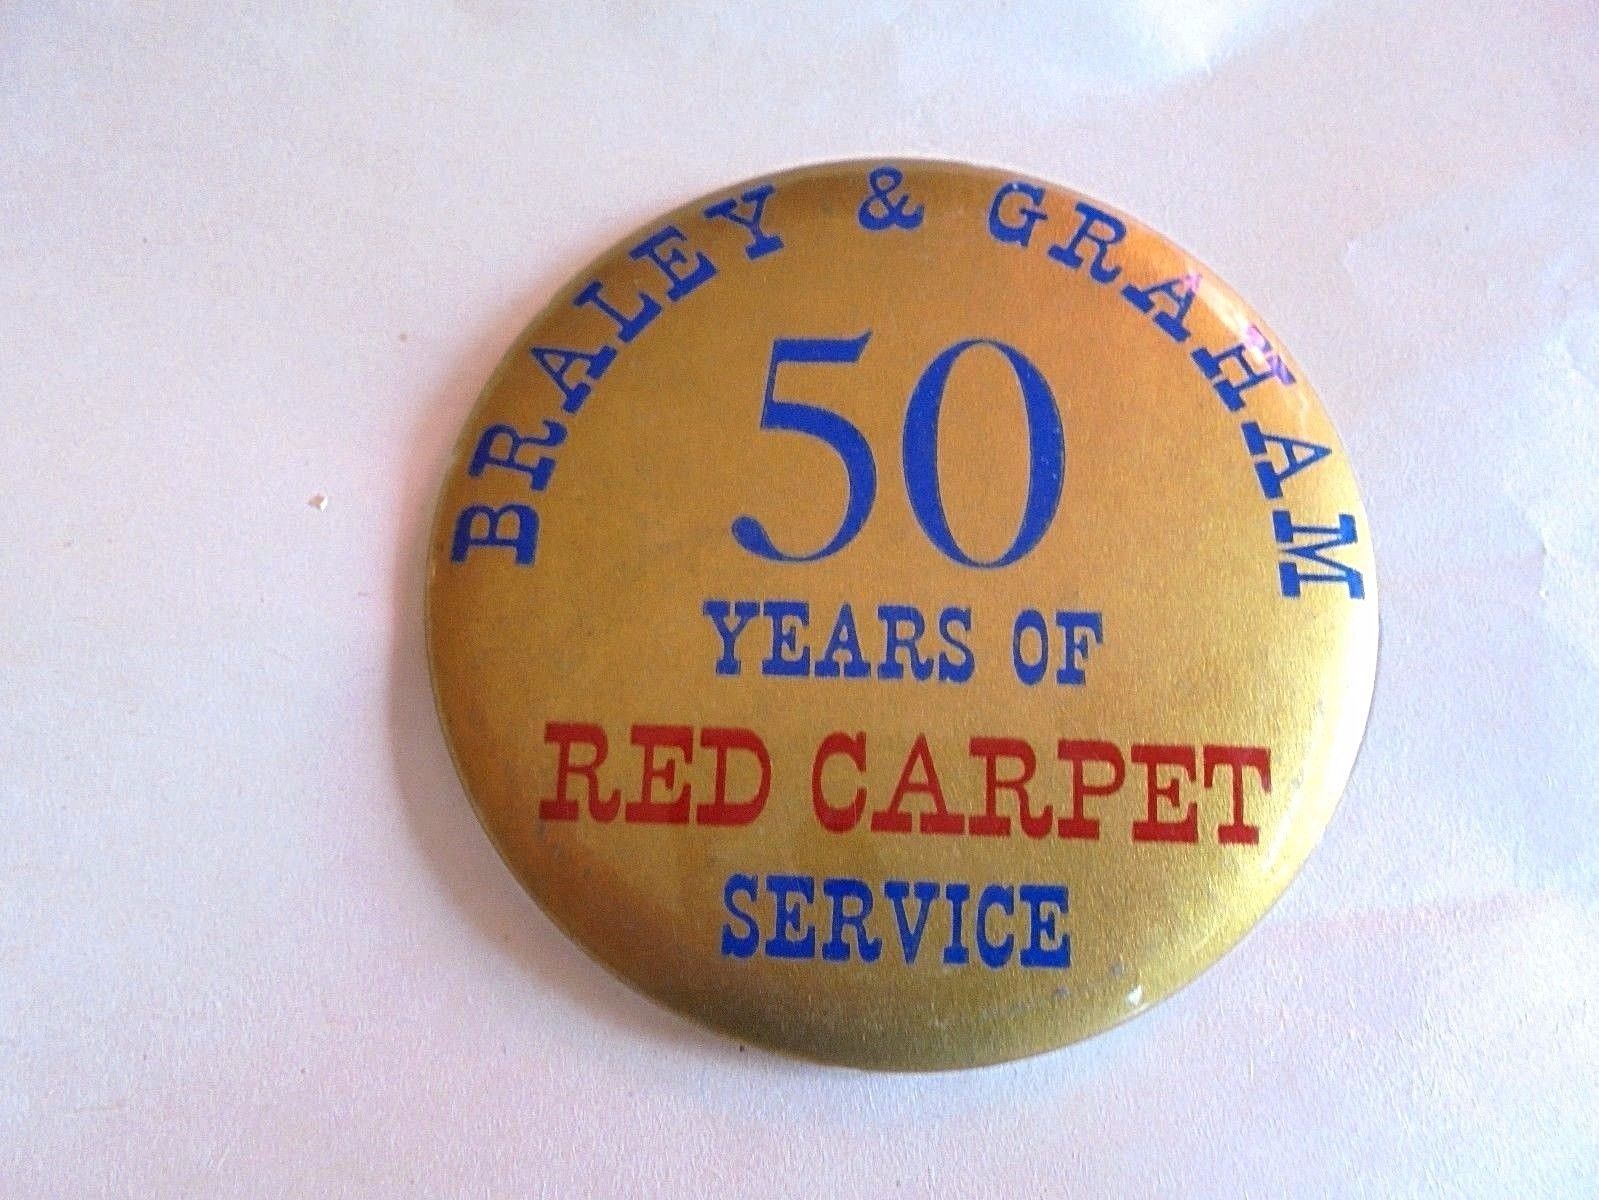 BRALEY & GRAHAM
50
YEARS OF
RED CARPET
SERVICE